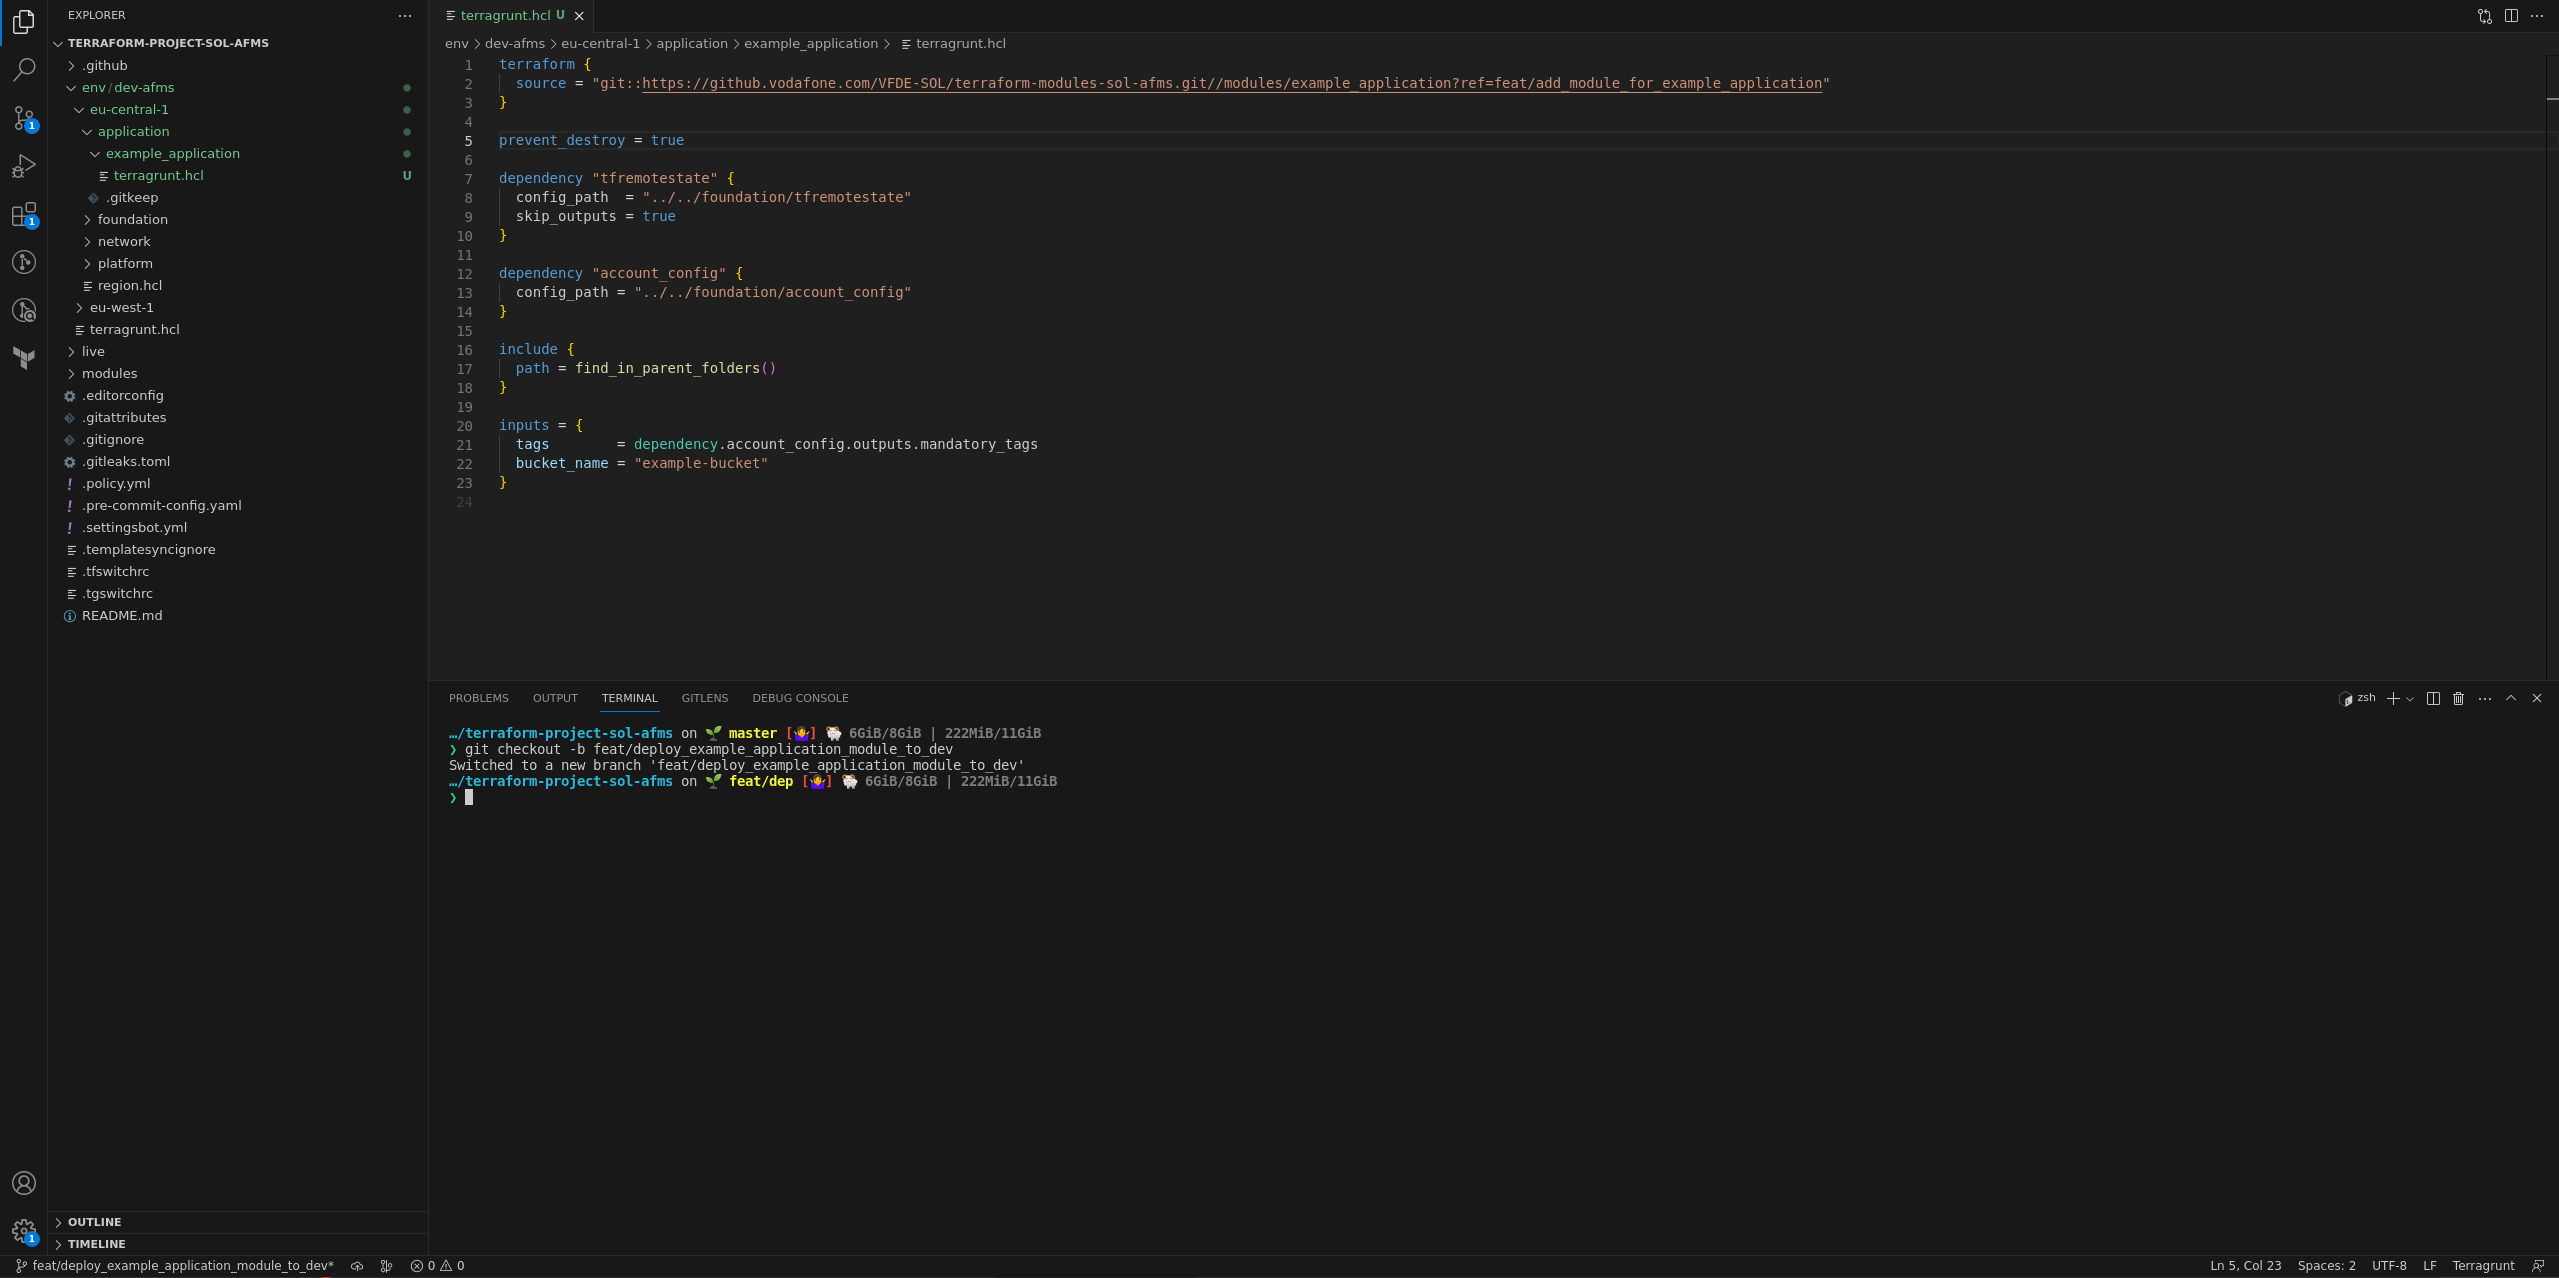 EXPLORER
TERRAFORM-PROJECT-SOL-AFMS
.github
env / dev-afms
eu-central-1
application
example_application
terragrunt.hcl U
.gitkeep
foundation
network
platform
region.hcl
eu-west-1
terragrunt.hcl
live
modules
.editorconfig
.gitattributes
.gitignore
.gitleaks.toml
.policy.yml
.pre-commit-config.yaml
.settingsbot.yml
.templatesyncignore
.tfswitchrc
.tgswitchrc
README.md
OUTLINE
TIMELINE
1
1
1
terragrunt.hcl U
env > dev-afms > eu-central-1 > application > example_application > terragrunt.hcl
1 terraform {
2   source = "git::https://github.vodafone.com/VFDE-SOL/terraform-modules-sol-afms.git//modules/example_application?ref=feat/add_module_for_example_application"
3 }
4
5 prevent_destroy = true
6
7 dependency "tfremotestate" {
8   config_path  = "../../foundation/tfremotestate"
9   skip_outputs = true
10 }
11
12 dependency "account_config" {
13   config_path = "../../foundation/account_config"
14 }
15
16 include {
17   path = find_in_parent_folders()
18 }
19
20 inputs = {
21   tags        = dependency.account_config.outputs.mandatory_tags
22   bucket_name = "example-bucket"
23 }
24
PROBLEMS OUTPUT TERMINAL GITLENS DEBUG CONSOLE
zsh
…/terraform-project-sol-afms on 🌱 master [🤷‍♀️] 🐏 6GiB/8GiB | 222MiB/11GiB
❯ git checkout -b feat/deploy_example_application_module_to_dev
Switched to a new branch 'feat/deploy_example_application_module_to_dev'
…/terraform-project-sol-afms on 🌱 feat/dep [🤷‍♀️] 🐏 6GiB/8GiB | 222MiB/11GiB
❯
feat/deploy_example_application_module_to_dev* 0 0 Ln 5, Col 23 Spaces: 2 UTF-8 LF Terragrunt